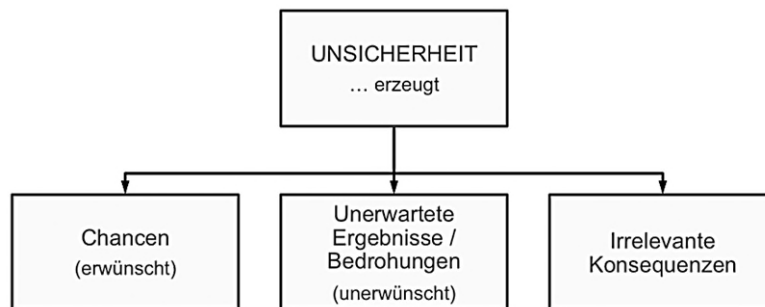 UNSICHERHEIT
... erzeugt
Chancen
(erwünscht)
Unerwartete
Ergebnisse /
Bedrohungen
(unerwünscht)
Irrelevante
Konsequenzen